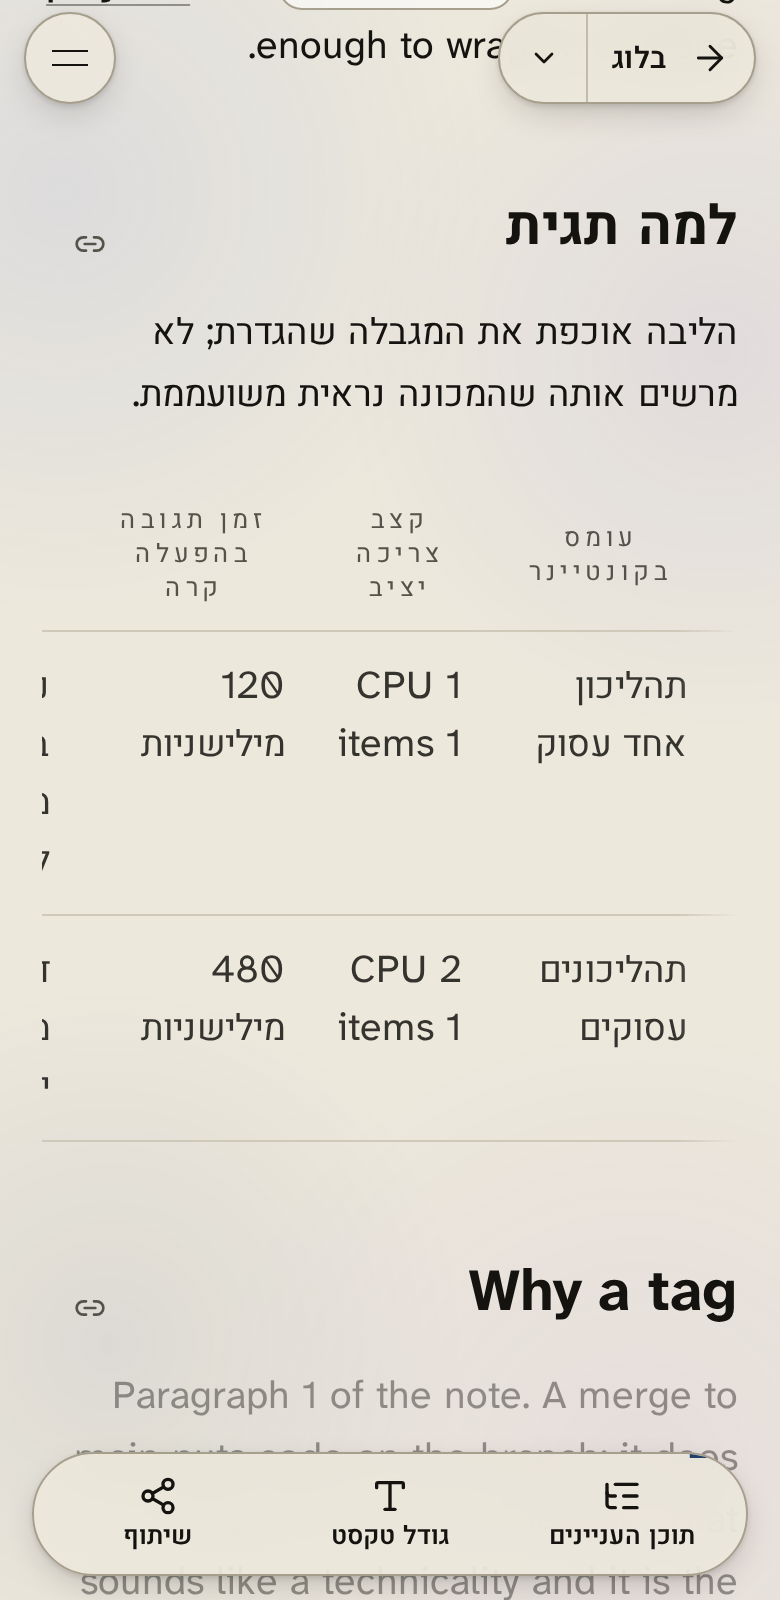 enough to
בלוג
למה תגית
הליבה אוכפת את המגבלה שהגדרת; לא
מרשים אותה שהמכונה נראית משועממת.
עומס בקונטיינר
קצב צריכה יציב
זמן תגובה בהפעלה קרה
תהליכון אחד עסוק
1 CPU
1 items
120 מילישניות
תהליכונים עסוקים
2 CPU
1 items
480 מילישניות
Why a tag
Paragraph 1 of the note. A merge to
תוכן העניינים
גודל טקסט
שיתוף
sounds like a technicality and it is the